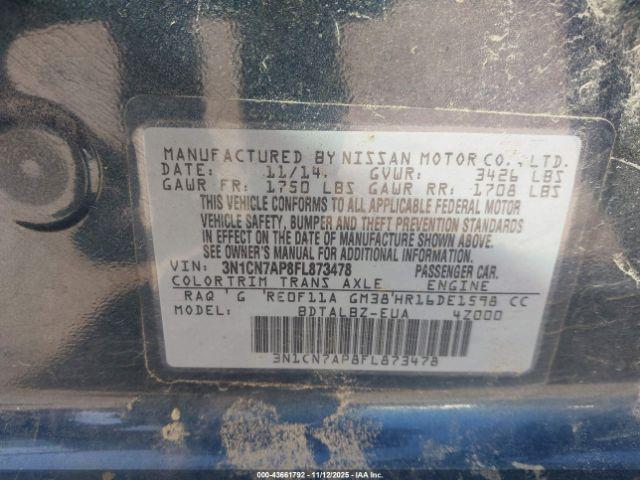 MANUFACTURED BY NISSAN MOTOR CO., LTD.
DATE: 11/14 GVWR: 3426 LBS
GAWR FR: 1750 LBS GAWR RR: 1708 LBS
THIS VEHICLE CONFORMS TO ALL APPLICABLE FEDERAL MOTOR
VEHICLE SAFETY, BUMPER AND THEFT PREVENTION STANDARDS
IN EFFECT ON THE DATE OF MANUFACTURE SHOWN ABOVE.
SEE OWNER'S MANUAL FOR ADDITIONAL INFORMATION.
VIN: 3N1CN7AP8FL873478 PASSENGER CAR.
COLORTRIM TRANS AXLE ENGINE
RAQ'G 'RE0F11A GM38'HR16DE1598 CC
MODEL: BDTALBZ-EUA 4Z000
3N1CN7AP8FL873478
000-43661792 - 11/12/2025 - IAAI.COM